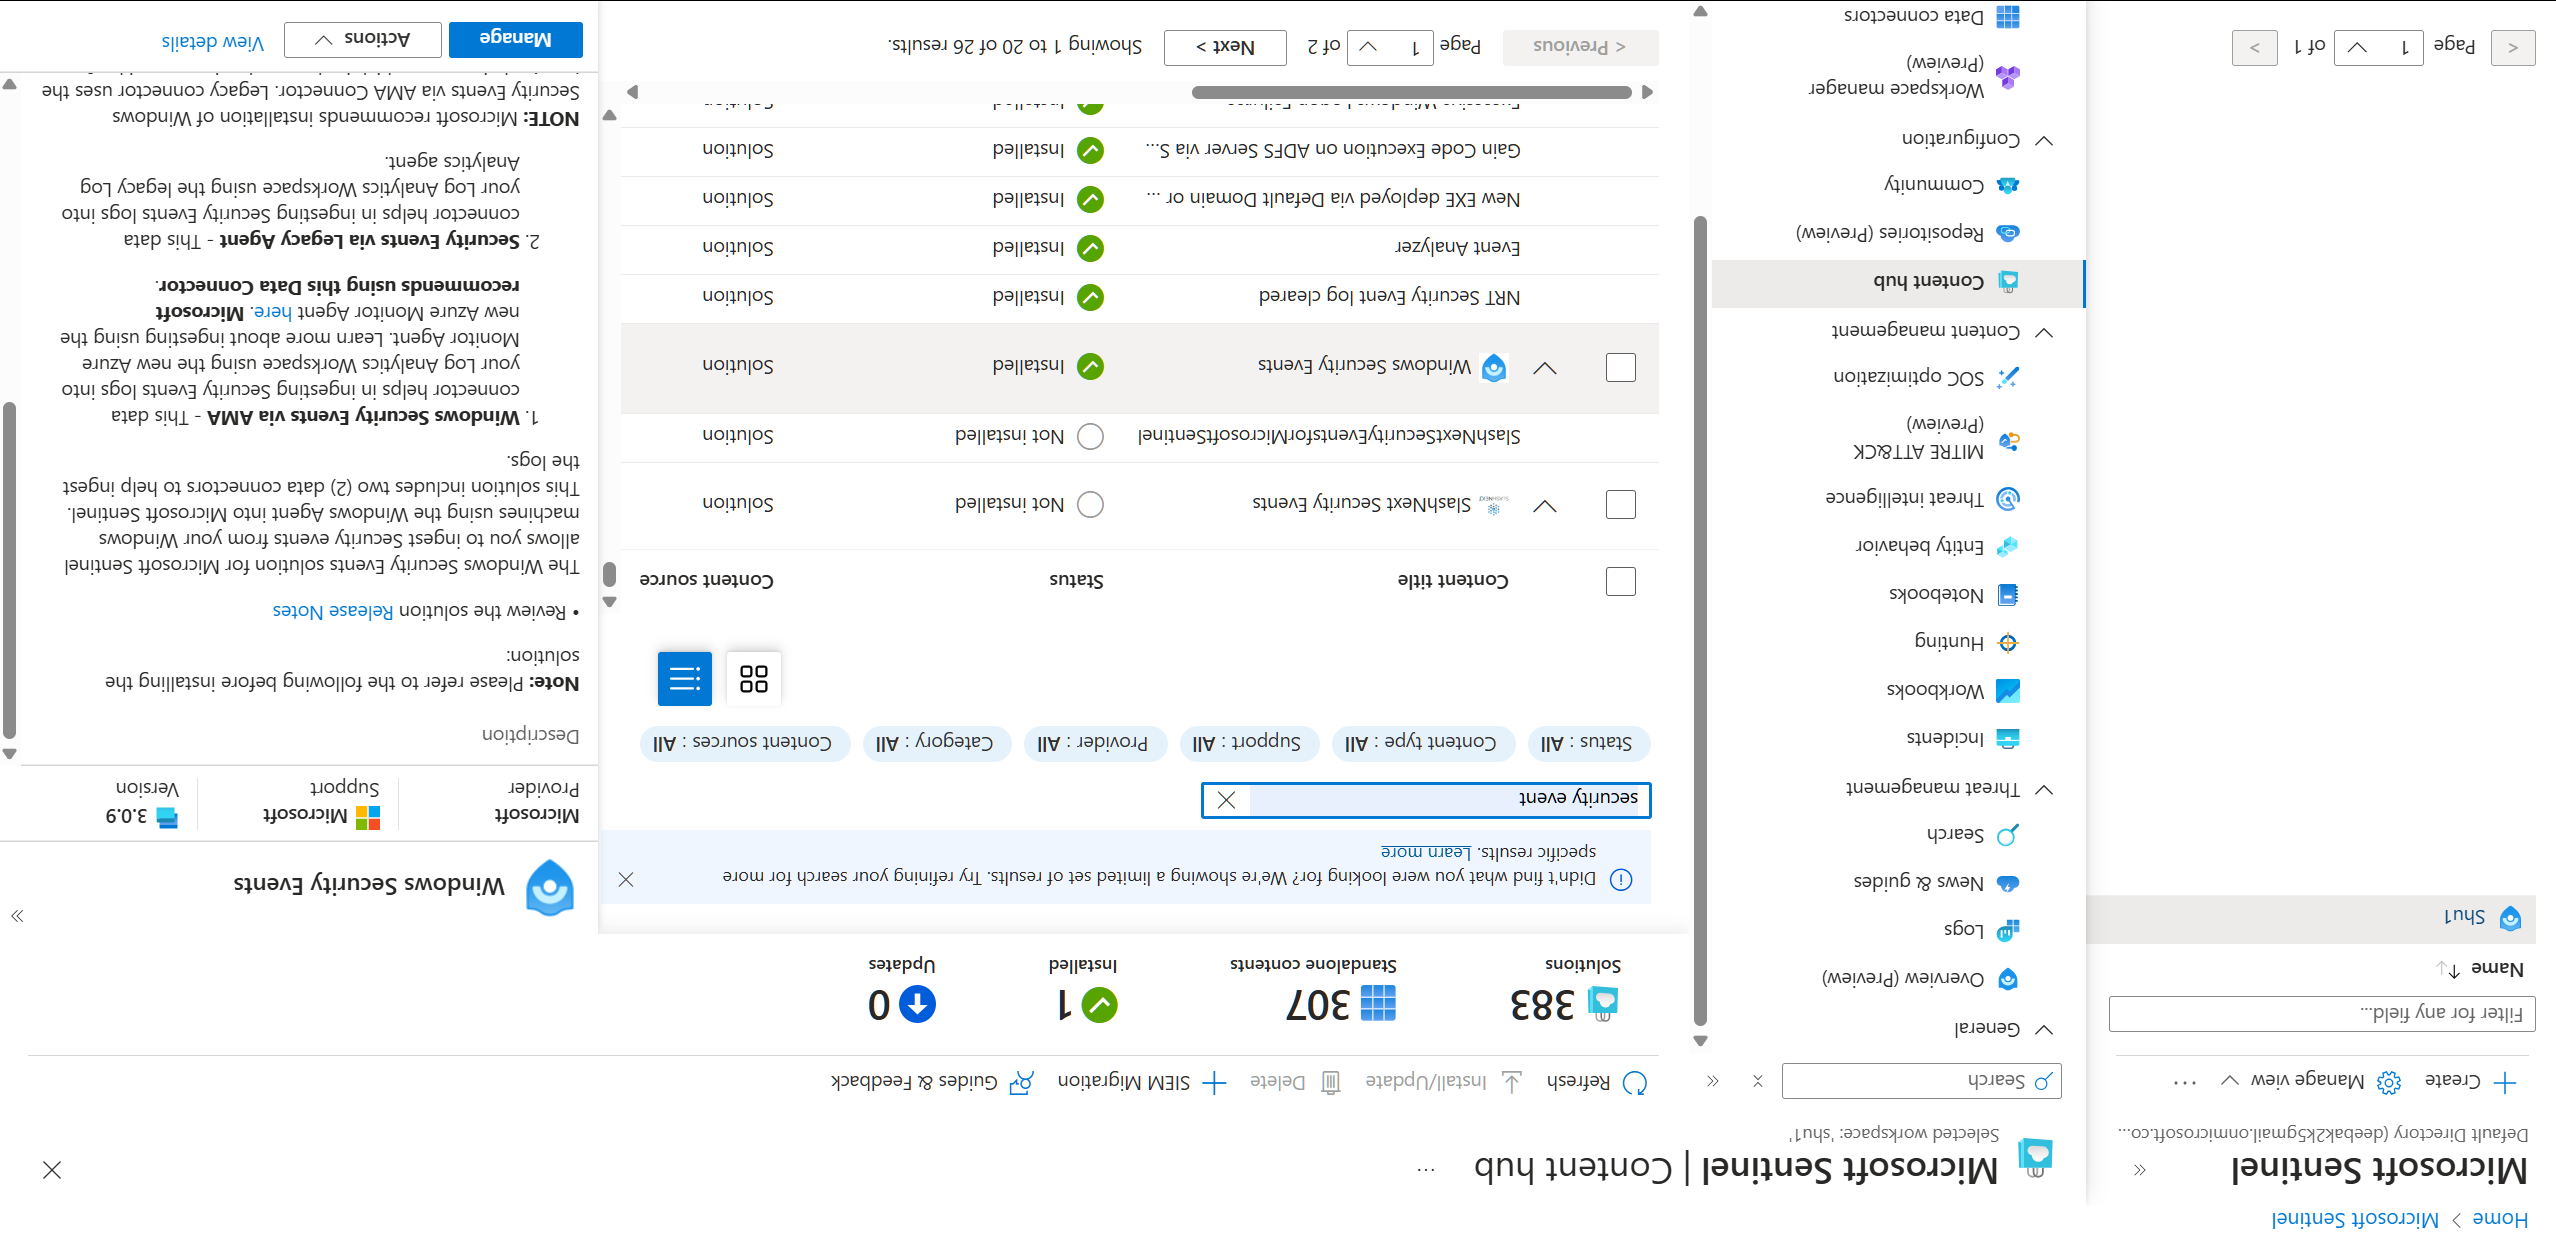 Home > Microsoft Sentinel
Microsoft Sentinel
Default Directory (deebak2k5gmail.onmicrosoft.co...
+ Create
Manage view
...
Filter for any field...
Name
Shu1
< Page 1 of 1 >
Microsoft Sentinel | Content hub
Selected workspace: 'shu1'
Search
General
Overview (Preview)
Logs
News & guides
Search
Threat management
Incidents
Workbooks
Hunting
Notebooks
Entity behavior
Threat intelligence
MITRE ATT&CK
(Preview)
SOC optimization
Content management
Content hub
Repositories (Preview)
Community
Configuration
Workspace manager
(Preview)
Data connectors
Refresh Install/Update Delete SIEM Migration Guides & Feedback
383
Solutions
307
Standalone contents
1
Installed
0
Updates
Didn't find what you were looking for? We're showing a limited set of results. Try refining your search for more
specific results. Learn more
security event
Status : All Content type : All Support : All Provider : All Category : All Content sources : All
Content title Status Content source
SlashNext Security Events Not installed Solution
SlashNextSecurityEventsforMicrosoftSentinel Not installed Solution
Windows Security Events Installed Solution
NRT Security Event log cleared Installed Solution
Event Analyzer Installed Solution
New EXE deployed via Default Domain or ... Installed Solution
Gain Code Execution on ADFS Server via S... Installed Solution
Excessive Windows Logon Failures Installed Solution
< Previous Page 1 of 2 Next > Showing 1 to 20 of 26 results.
Windows Security Events
Microsoft
Provider
Microsoft
Support
3.0.9
Version
Description
Note: Please refer to the following before installing the
solution:
• Review the solution Release Notes
The Windows Security Events solution for Microsoft Sentinel
allows you to ingest Security events from your Windows
machines using the Windows Agent into Microsoft Sentinel.
This solution includes two (2) data connectors to help ingest
the logs.
1. Windows Security Events via AMA - This data
connector helps in ingesting Security Events logs into
your Log Analytics Workspace using the new Azure
Monitor Agent. Learn more about ingesting using the
new Azure Monitor Agent here. Microsoft
recommends using this Data Connector.
2. Security Events via Legacy Agent - This data
connector helps in ingesting Security Events logs into
your Log Analytics Workspace using the legacy Log
Analytics agent.
NOTE: Microsoft recommends installation of Windows
Security Events via AMA Connector. Legacy connector uses the
Manage Actions View details